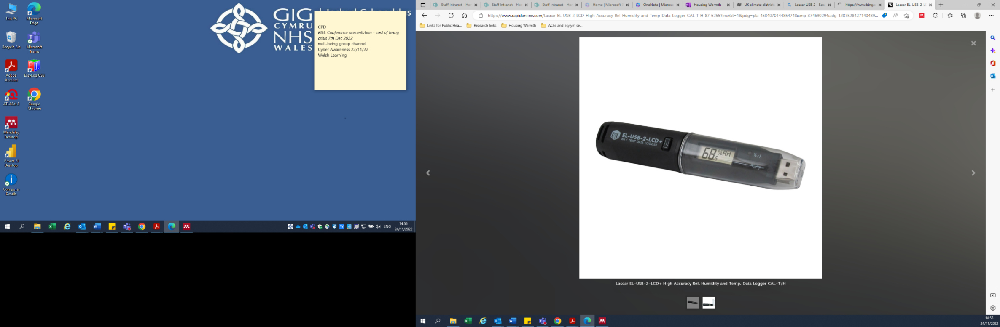 This PC
Microsoft
Edge
Recycle Bin
Microsoft
Teams
Adobe
Acrobat
EasyLog USB
ATLAS.ti 8
Google
Chrome
Mendeley
Desktop
Power BI
Desktop
Computer
Details
GIG
CYMRU
NHS
WALES
CPD
R&E Conference presentation - cost of living
crisis 7th Dec 2022
well-being group channel
Cyber Awareness 22/11/22
Welsh Learning
ENG
14:55
24/11/2022
Staff Intranet - Ho
Staff Intranet - Ho
Staff Intranet - Ho
Home | Microsoft
OneNote | Micros
Housing Warmth
UK climate district
Lascar USB 2 - Sea
https://www.bing.
Lascar EL-USB-2-L
https://www.rapidonline.com/Lascar-EL-USB-2-LCD-High-Accuracy-Rel-Humidity-and-Temp-Data-Logger-CAL-T-H-87-6255?IncVat=1&pdg=pla-4584070144854748:cmp-374690294:adg-1287528427140489...
Links for Public Hea...
Research links
Housing Warmth
ACEs and asylym se...
EL-USB-2-LCD+
RH / TEMP DATA LOGGER
68.5 %RH
%rh
Lascar EL-USB-2-LCD+ High Accuracy Rel. Humidity and Temp. Data Logger CAL-T/H
14:55
24/11/2022